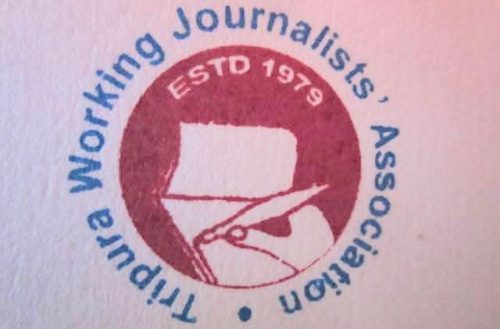 Tripura Working Journalists' Association •
ESTD 1979